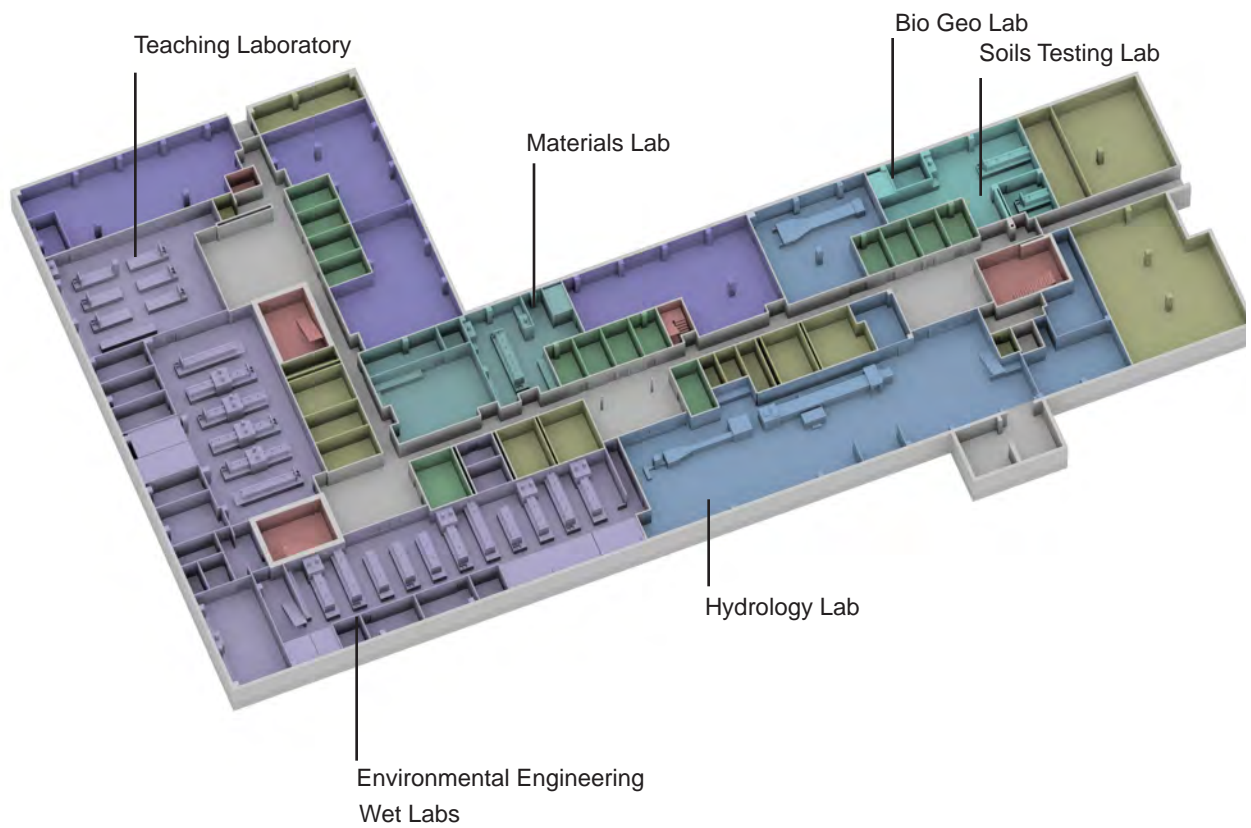 Bio Geo Lab
Teaching Laboratory
Soils Testing Lab
Materials Lab
Hydrology Lab
Environmental Engineering
Wet Labs